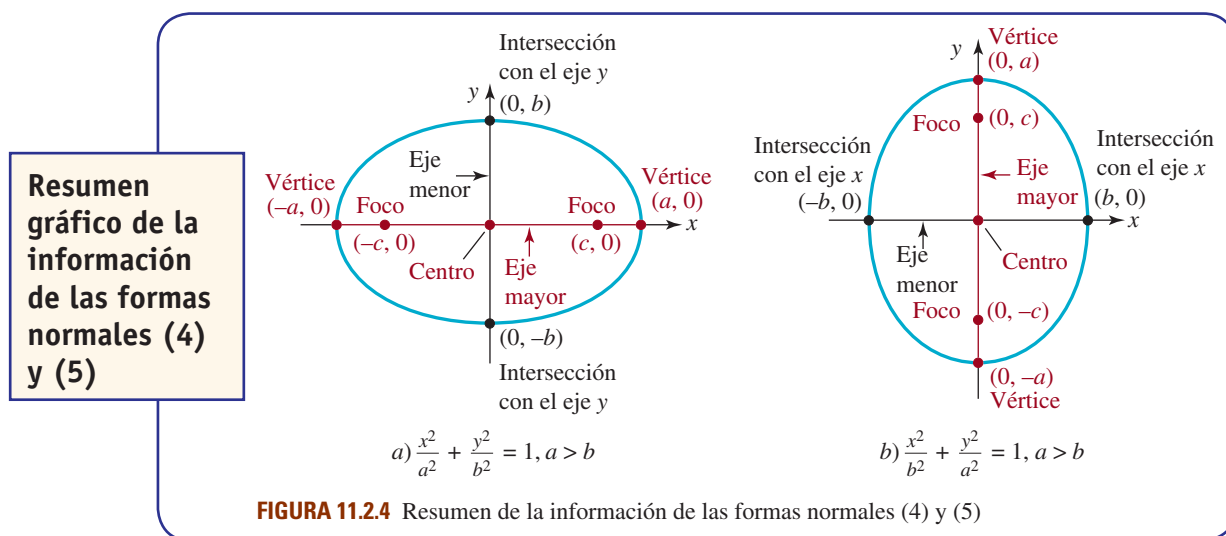 Resumen
gráfico de la
información
de las formas
normales (4)
y (5)
Intersección
con el eje y
y
(0, b)
Eje
menor
Vértice
(–a, 0)
Foco
(–c, 0)
Foco
(c, 0)
Vértice
(a, 0)
x
Centro
Eje
mayor
(0, –b)
Intersección
con el eje y
a) x²/a² + y²/b² = 1, a > b
Vértice
y
(0, a)
Foco
(0, c)
Intersección
con el eje x
(–b, 0)
Eje
mayor
Intersección
con el eje x
(b, 0)
x
Eje
menor
Centro
Foco
(0, –c)
(0, –a)
Vértice
b) x²/b² + y²/a² = 1, a > b
FIGURA 11.2.4 Resumen de la información de las formas normales (4) y (5)